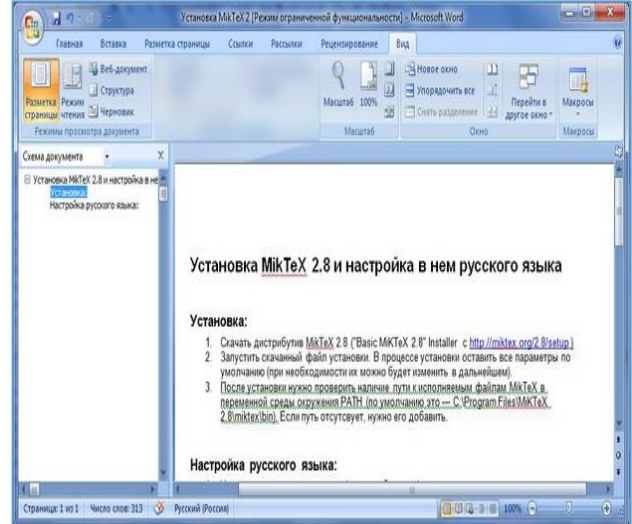 Установка MikTeX 2 [Режим ограниченной функциональности] - Microsoft Word
Главная Вставка Разметка страницы Ссылки Рассылки Рецензирование Вид
Разметка страницы
Режим чтения
Веб-документ
Структура
Черновик
Режимы просмотра документа
Масштаб 100%
Масштаб
Новое окно
Упорядочить все
Снять разделение
Перейти в другое окно
Окно
Макросы
Макросы
Схема документа
Установка MikTeX 2.8 и настройка в не
Установка:
Настройка русского языка:
Установка MikTeX 2.8 и настройка в нем русского языка
Установка:
1. Скачать дистрибутив MikTeX 2.8 ("Basic MiKTeX 2.8" Installer с http://miktex.org/2.8/setup )
2. Запустить скачанный файл установки. В процессе установки оставить все параметры по
умолчанию (при необходимости их можно будет изменить в дальнейшем).
3. После установки нужно проверить наличие пути к исполняемым файлам MikTeX в
переменной среды окружения PATH (по умолчанию это — C:\Program Files\MiKTeX
2.8\miktex\bin). Если путь отсутсвует, нужно его добавить.
Настройка русского языка:
Страница: 1 из 1 Число слов: 313 Русский (Россия) 100%